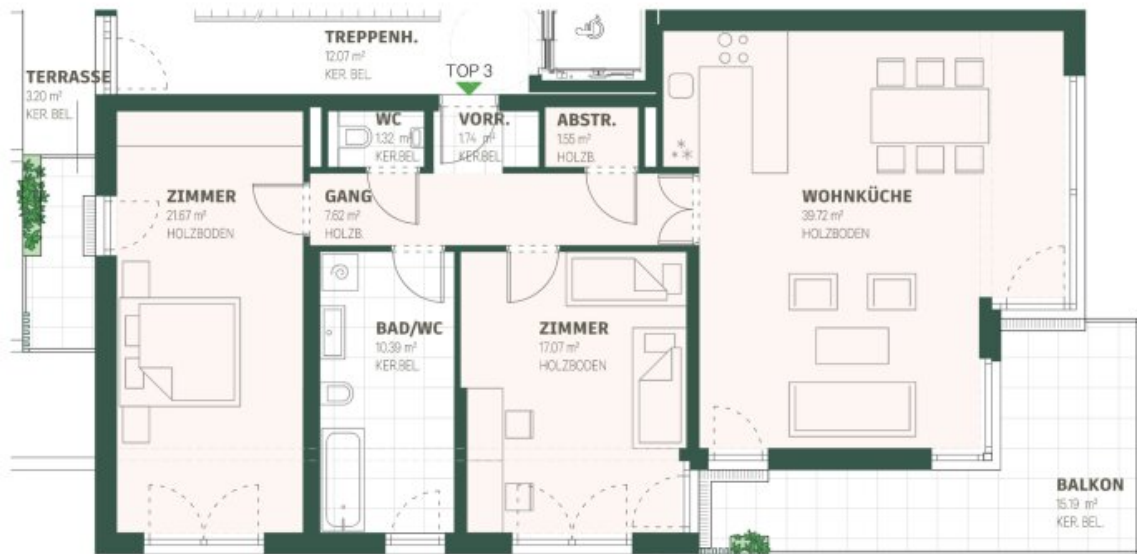 TREPPENH.
12.07 m²
KER. BEL.
TOP 3
TERRASSE
3.20 m²
KER. BEL.
WC
1.32 m²
KER.BEL.
VORR.
1.74 m²
KER.BEL.
ABSTR.
1.55 m²
HOLZB.
ZIMMER
21.67 m²
HOLZBODEN
GANG
7.62 m²
HOLZB.
WOHNKÜCHE
39.72 m²
HOLZBODEN
BAD/WC
10.39 m²
KER.BEL.
ZIMMER
17.07 m²
HOLZBODEN
BALKON
15.19 m²
KER. BEL.